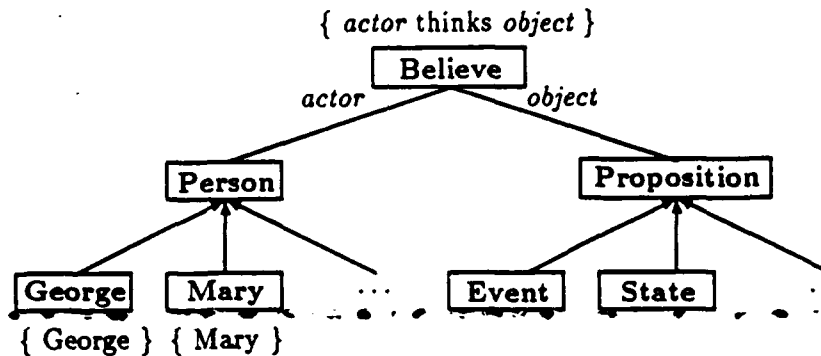 { actor thinks object }
Believe
actor object
Person Proposition
George Mary ... Event State ..
{ George } { Mary }